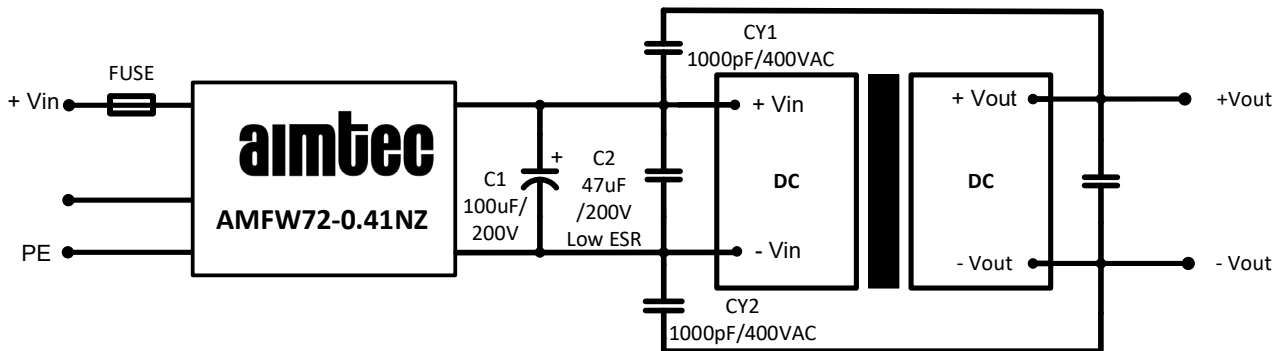 CY1
1000pF/400VAC
FUSE
+ Vin
aimtec
AMFW72-0.41NZ
PE
C1
100uF/
200V
+
C2
47uF
/200V
Low ESR
+ Vin
DC
- Vin
+ Vout
DC
- Vout
+Vout
- Vout
CY2
1000pF/400VAC